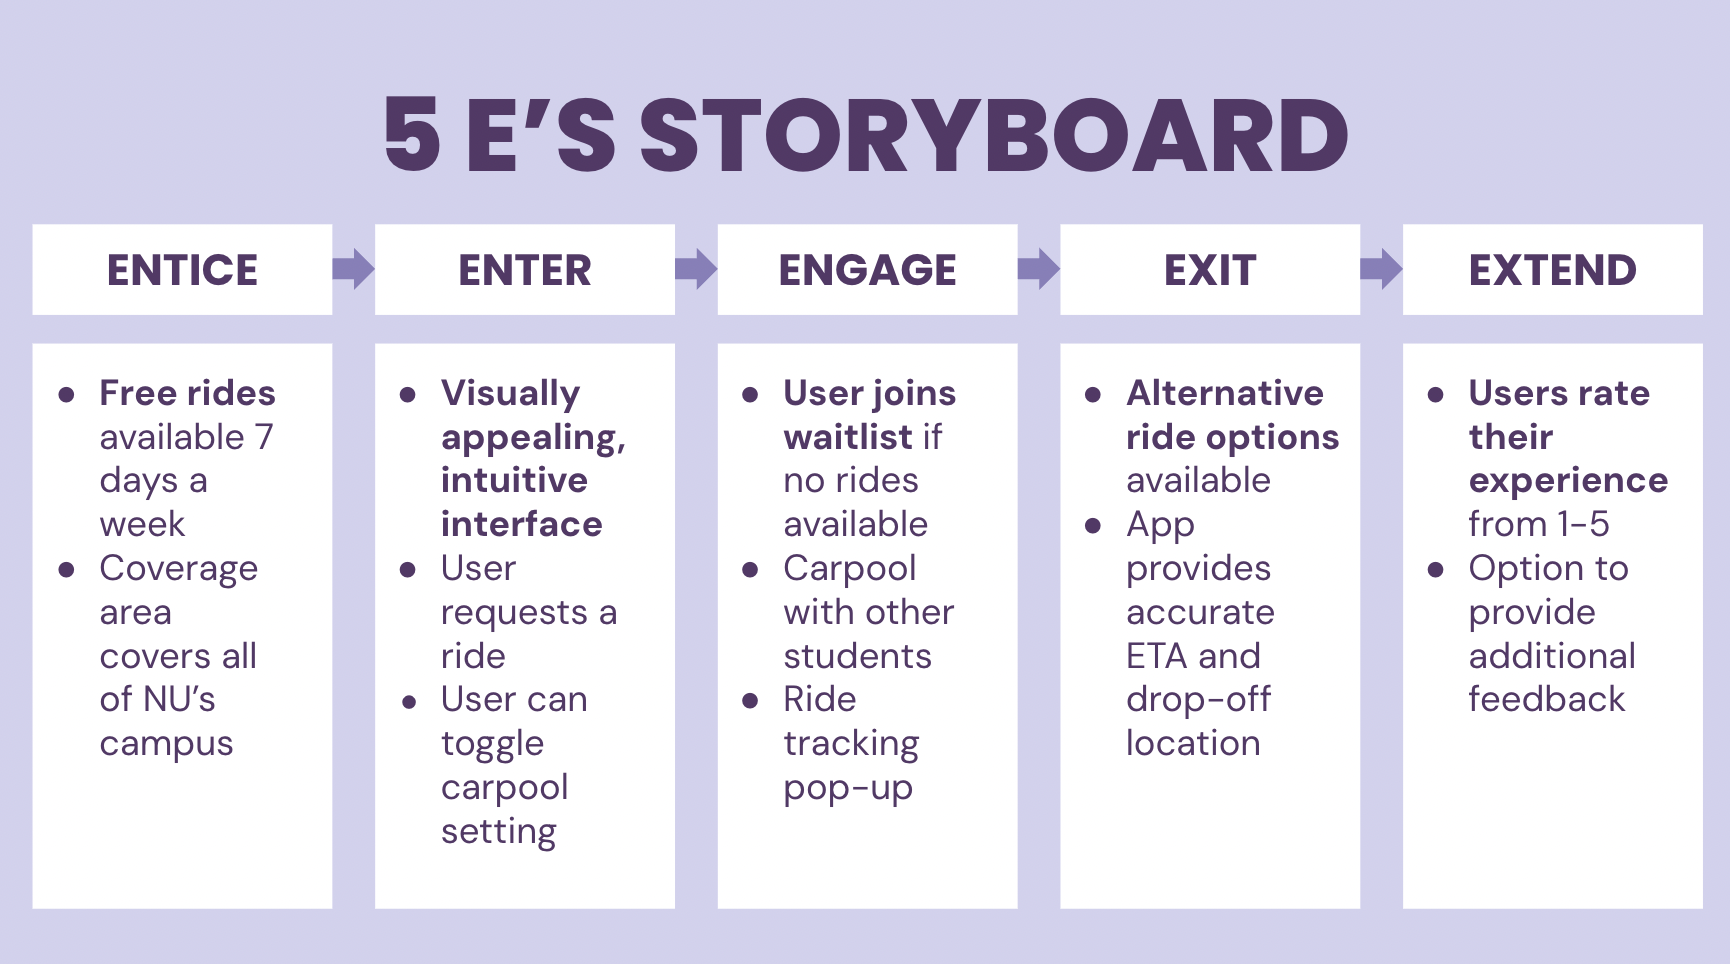 5 E’S STORYBOARD
ENTICE
ENTER
ENGAGE
EXIT
EXTEND
● Free rides
available 7
days a
week
● Coverage
area
covers all
of NU’s
campus
● Visually
appealing,
intuitive
interface
● User
requests a
ride
● User can
toggle
carpool
setting
● User joins
waitlist if
no rides
available
● Carpool
with other
students
● Ride
tracking
pop-up
● Alternative
ride options
available
● App
provides
accurate
ETA and
drop-off
location
● Users rate
their
experience
from 1-5
● Option to
provide
additional
feedback